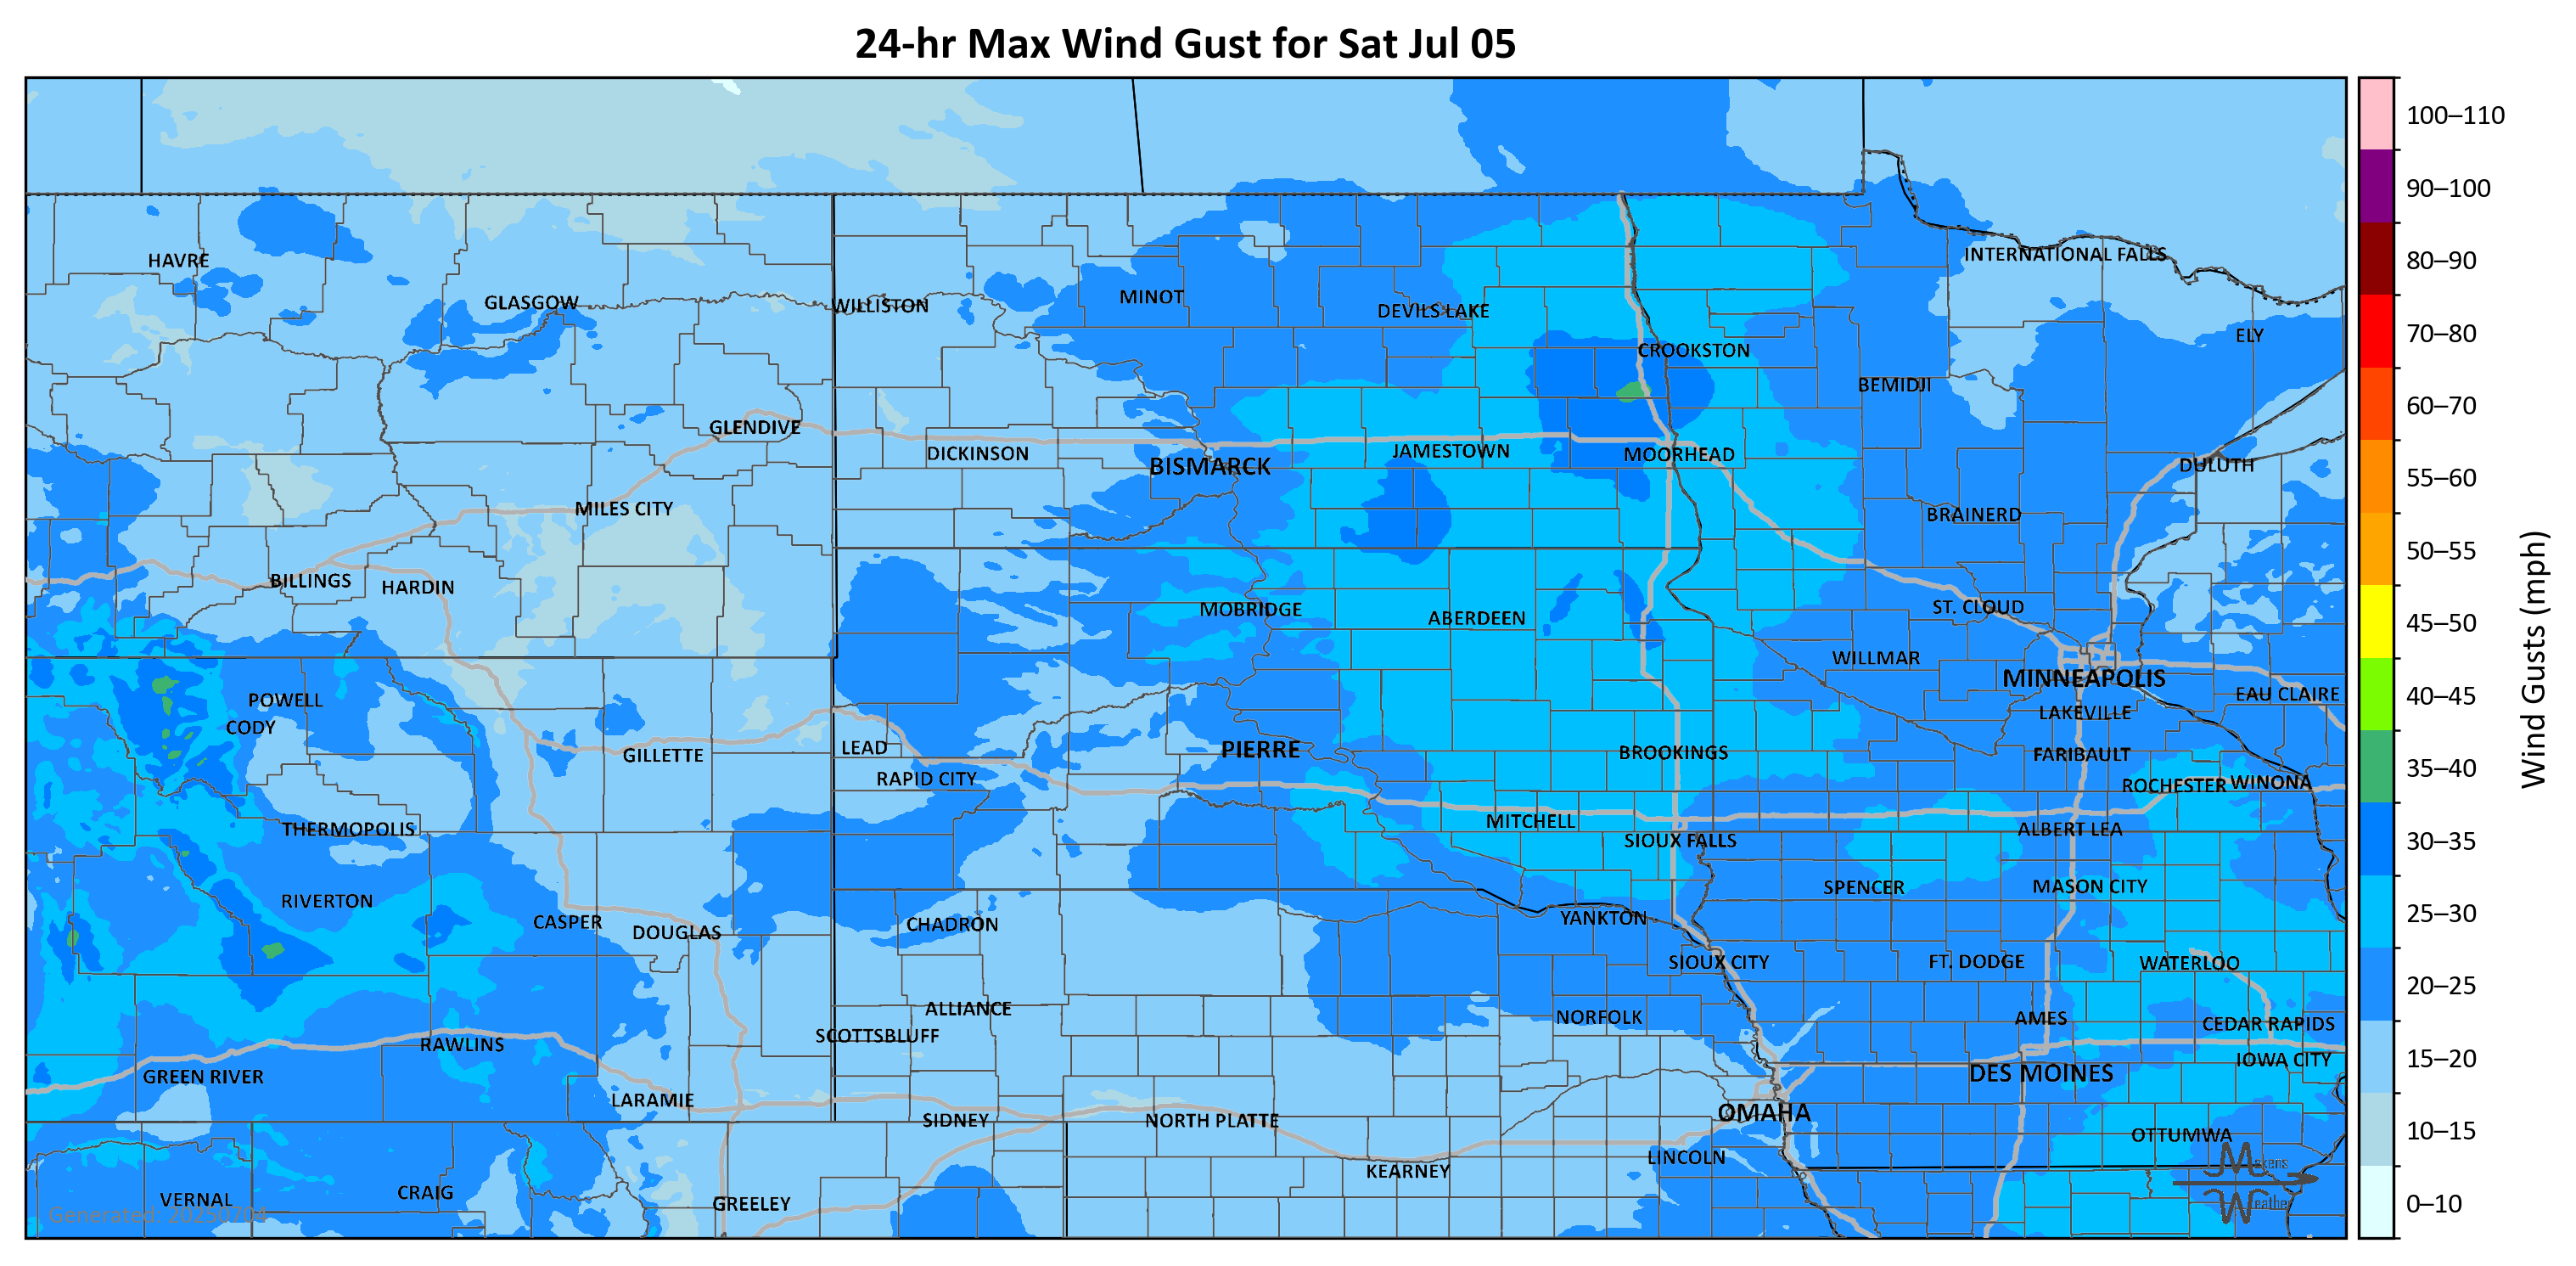 24-hr Max Wind Gust for Sat Jul 05
HAVRE
GLASGOW
WILLISTON
MINOT
DEVILS LAKE
CROOKSTON
INTERNATIONAL FALLS
ELY
BEMIDJI
GLENDIVE
DICKINSON
BISMARCK
JAMESTOWN
MOORHEAD
DULUTH
MILES CITY
BRAINERD
BILLINGS
HARDIN
MOBRIDGE
ABERDEEN
ST. CLOUD
WILLMAR
MINNEAPOLIS
EAU CLAIRE
POWELL
CODY
LAKEVILLE
GILLETTE
LEAD
RAPID CITY
PIERRE
BROOKINGS
FARIBAULT
ROCHESTER
WINONA
THERMOPOLIS
MITCHELL
SIOUX FALLS
ALBERT LEA
RIVERTON
CASPER
DOUGLAS
CHADRON
YANKTON
SPENCER
MASON CITY
SIOUX CITY
FT. DODGE
WATERLOO
ALLIANCE
SCOTTSBLUFF
NORFOLK
AMES
CEDAR RAPIDS
RAWLINS
GREEN RIVER
IOWA CITY
DES MOINES
LARAMIE
SIDNEY
NORTH PLATTE
OMAHA
OTTUMWA
LINCOLN
KEARNEY
VERNAL
CRAIG
GREELEY
Generated: 20250704
Makens
Weather
100–110
90–100
80–90
70–80
60–70
55–60
50–55
45–50
40–45
35–40
30–35
25–30
20–25
15–20
10–15
0–10
Wind Gusts (mph)